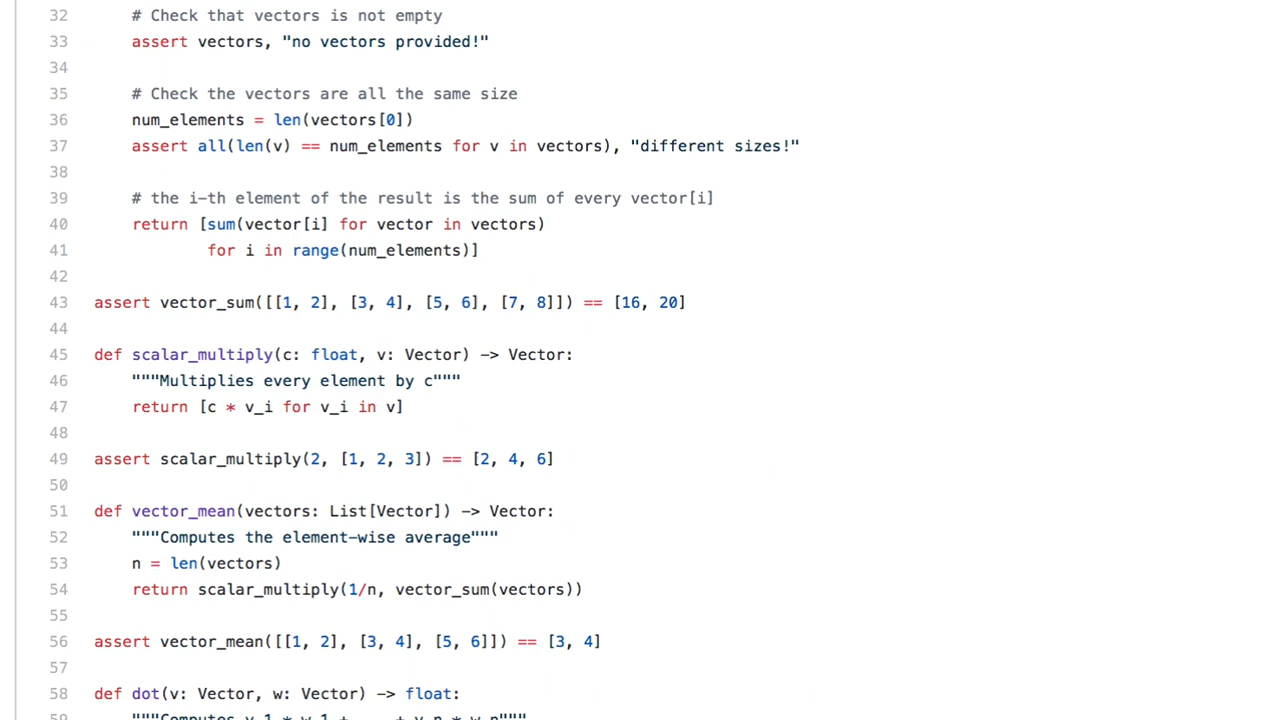 32 # Check that vectors is not empty
33 assert vectors, "no vectors provided!"
34
35 # Check the vectors are all the same size
36 num_elements = len(vectors[0])
37 assert all(len(v) == num_elements for v in vectors), "different sizes!"
38
39 # the i-th element of the result is the sum of every vector[i]
40 return [sum(vector[i] for vector in vectors)
41 for i in range(num_elements)]
42
43 assert vector_sum([[1, 2], [3, 4], [5, 6], [7, 8]]) == [16, 20]
44
45 def scalar_multiply(c: float, v: Vector) -> Vector:
46 """Multiplies every element by c"""
47 return [c * v_i for v_i in v]
48
49 assert scalar_multiply(2, [1, 2, 3]) == [2, 4, 6]
50
51 def vector_mean(vectors: List[Vector]) -> Vector:
52 """Computes the element-wise average"""
53 n = len(vectors)
54 return scalar_multiply(1/n, vector_sum(vectors))
55
56 assert vector_mean([[1, 2], [3, 4], [5, 6]]) == [3, 4]
57
58 def dot(v: Vector, w: Vector) -> float:
59 """Computes v_1 * w_1 + ... + v_n * w_n"""